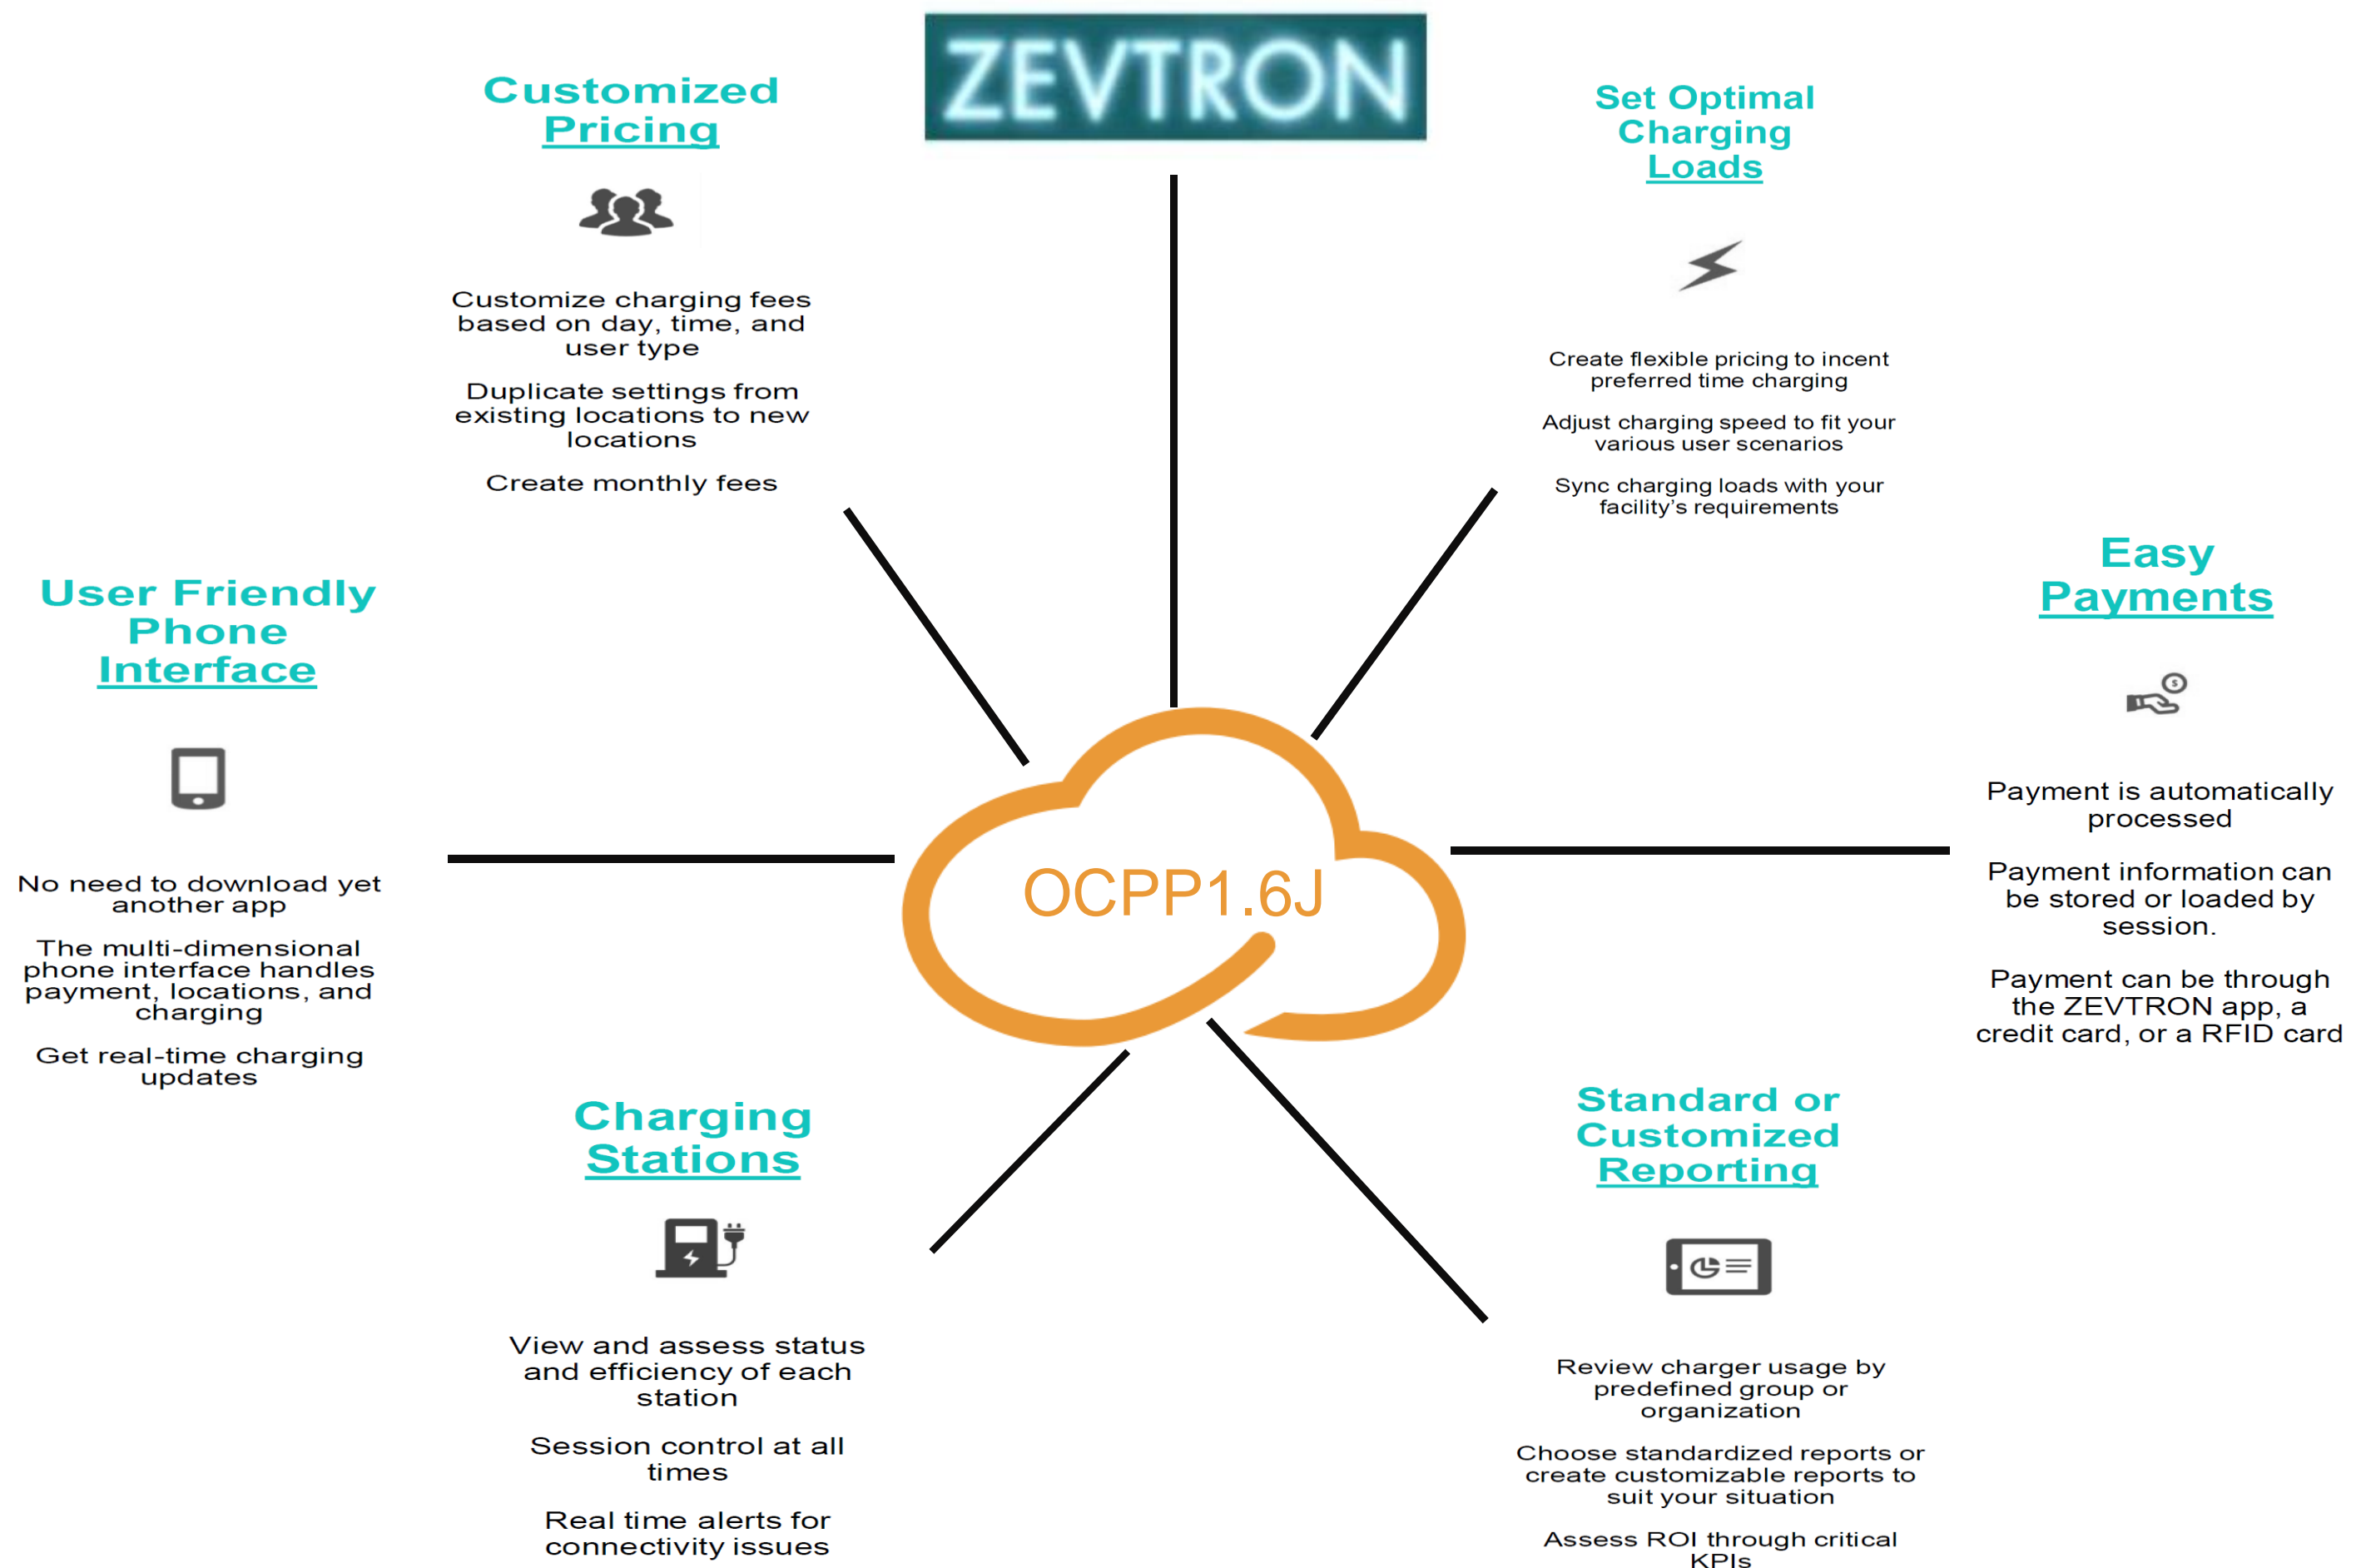 ZEVTRON
Customized
Pricing
Customize charging fees
based on day, time, and
user type
Duplicate settings from
existing locations to new
locations
Create monthly fees
Set Optimal
Charging
Loads
Create flexible pricing to incent
preferred time charging
Adjust charging speed to fit your
various user scenarios
Sync charging loads with your
facility’s requirements
User Friendly
Phone
Interface
No need to download yet
another app
The multi-dimensional
phone interface handles
payment, locations, and
charging
Get real-time charging
updates
OCPP1.6J
Easy
Payments
$
Payment is automatically
processed
Payment information can
be stored or loaded by
session.
Payment can be through
the ZEVTRON app, a
credit card, or a RFID card
Charging
Stations
View and assess status
and efficiency of each
station
Session control at all
times
Real time alerts for
connectivity issues
Standard or
Customized
Reporting
Review charger usage by
predefined group or
organization
Choose standardized reports or
create customizable reports to
suit your situation
Assess ROI through critical
KPIs